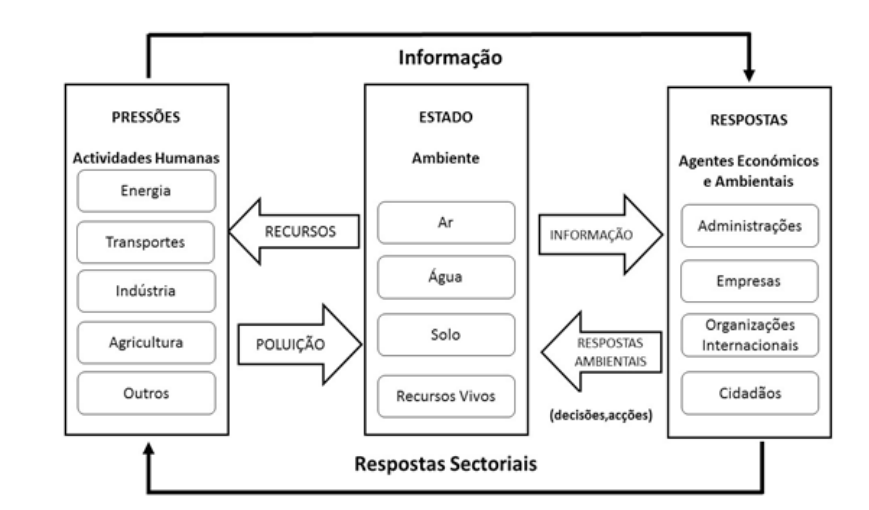 Informação
PRESSÕES
Actividades Humanas
Energia
Transportes
Indústria
Agricultura
Outros
RECURSOS
POLUIÇÃO
ESTADO
Ambiente
Ar
Água
Solo
Recursos Vivos
INFORMAÇÃO
RESPOSTAS
AMBIENTAIS
(decisões,acções)
RESPOSTAS
Agentes Económicos
e Ambientais
Administrações
Empresas
Organizações
Internacionais
Cidadãos
Respostas Sectoriais